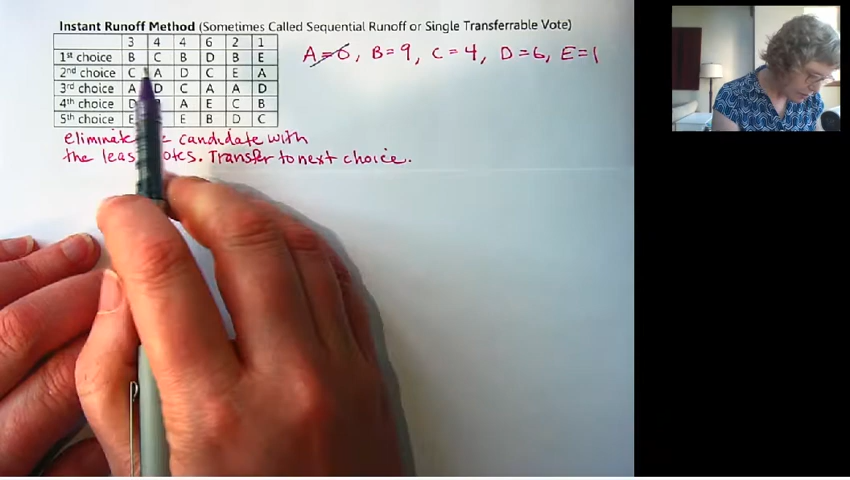 Instant Runoff Method (Sometimes Called Sequential Runoff or Single Transferrable Vote)
3 4 4 6 2 1
1st choice B C B D B E
2nd choice C A D C E A
3rd choice A D C A A D
4th choice D A E C B
5th choice E E B D C
A=0, B=9, C=4, D=6, E=1
eliminate candidate with
the least votes. Transfer to next choice.